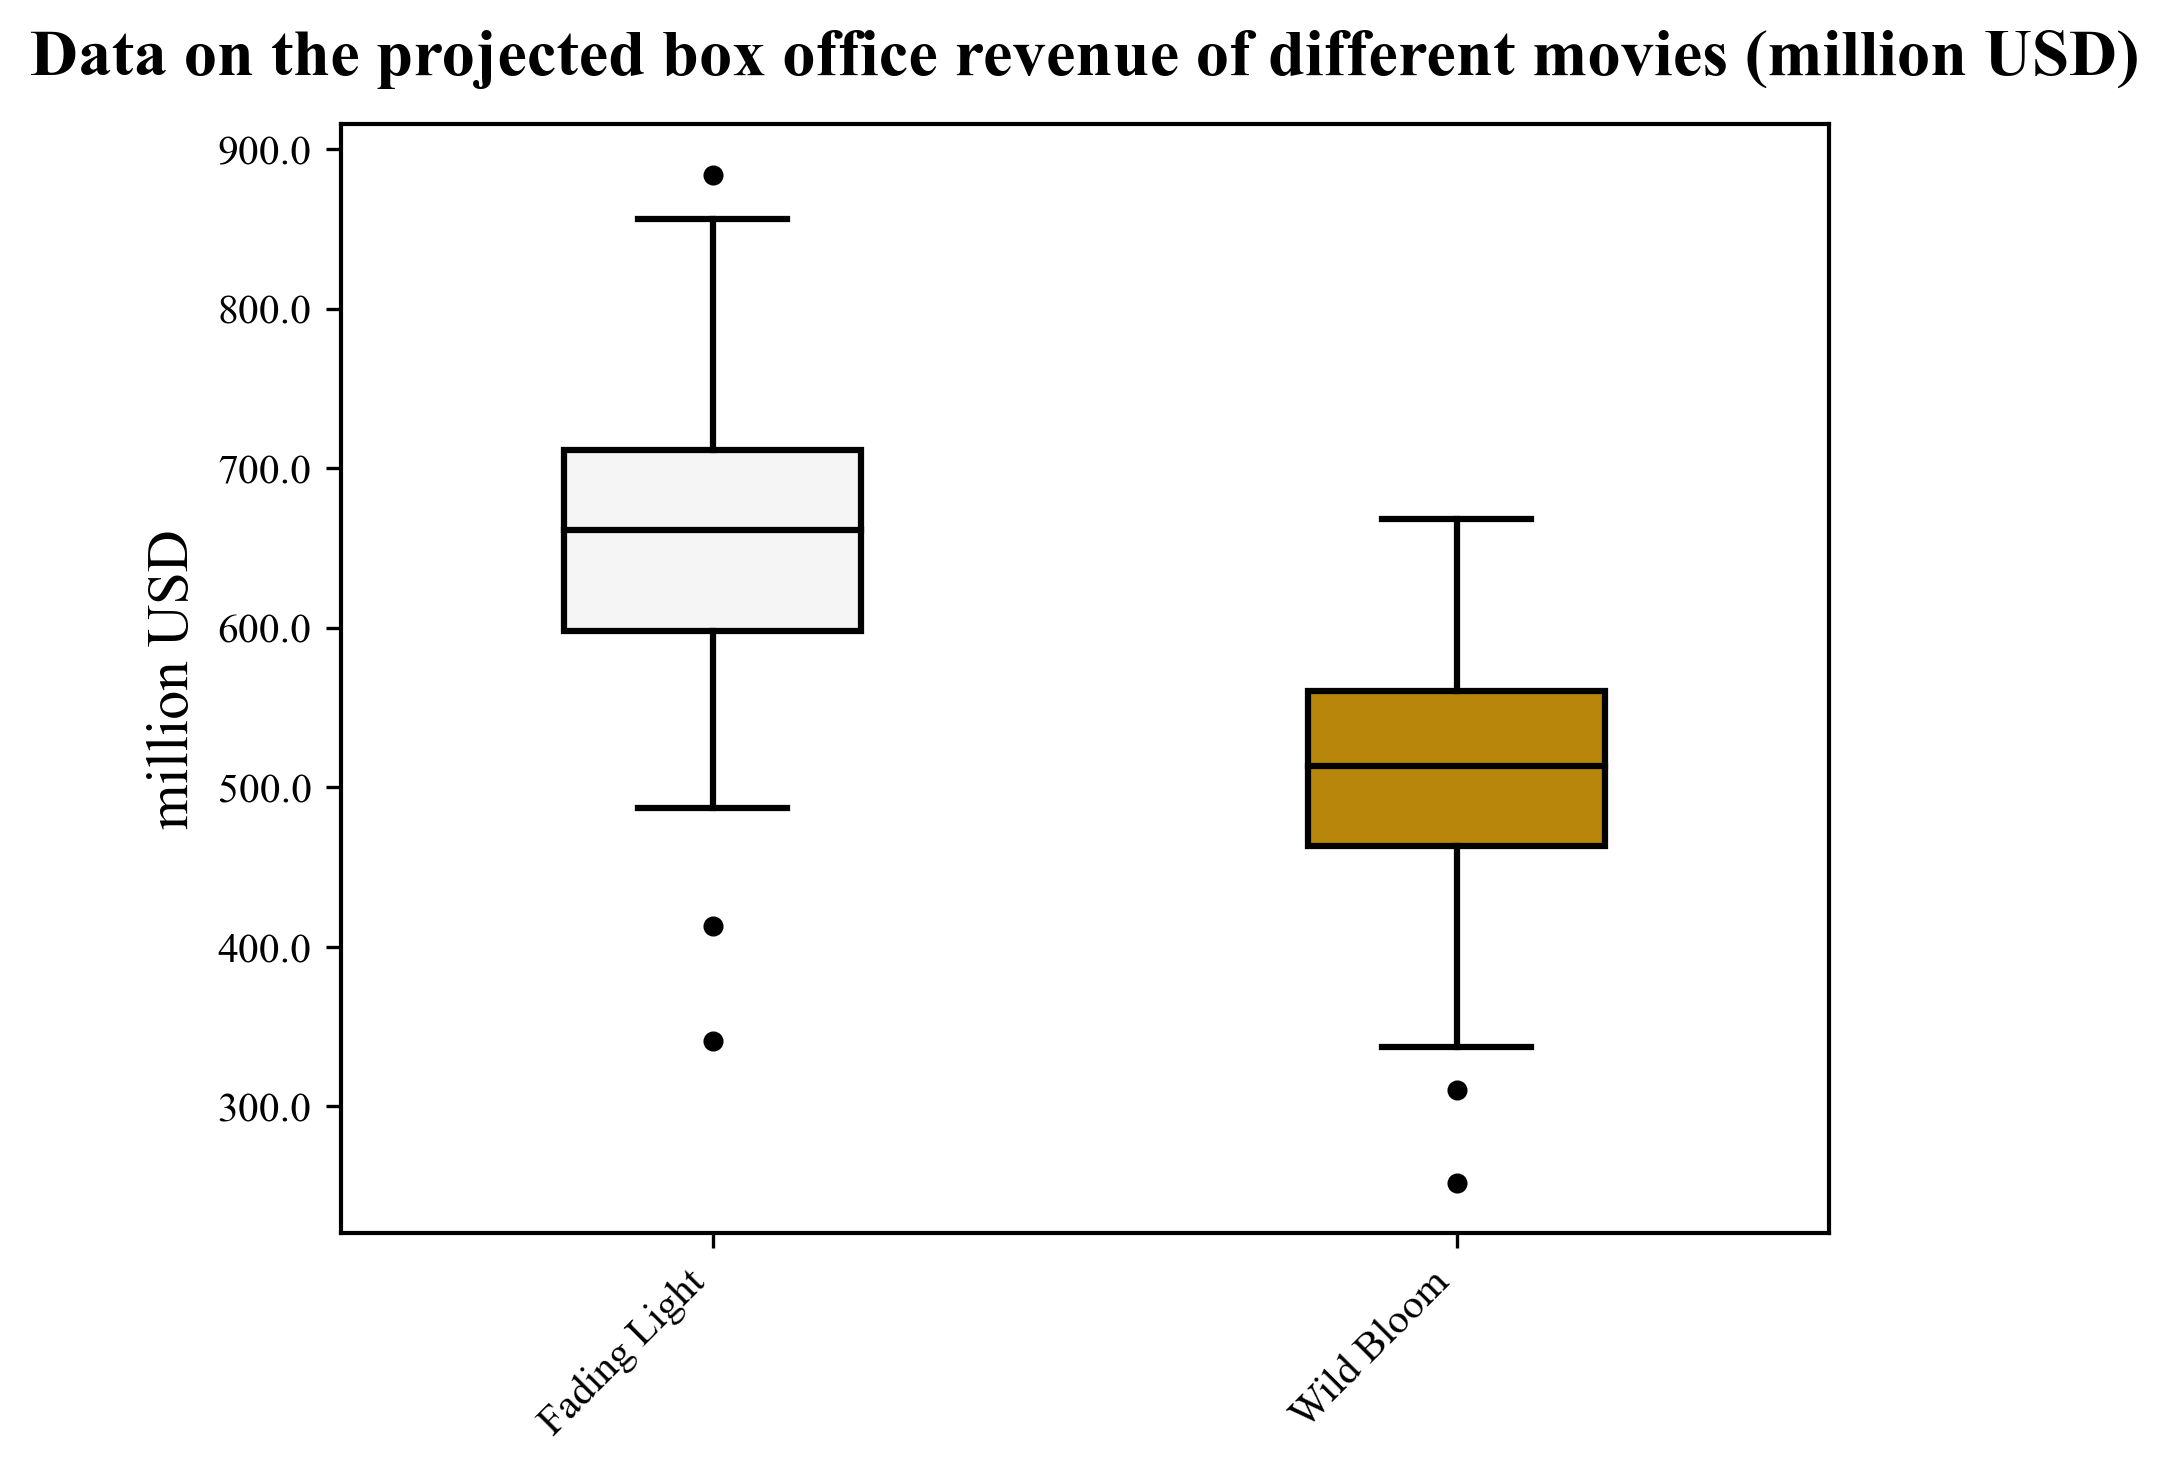 Data on the projected box office revenue of different movies (million USD)
million USD
900.0
800.0
700.0
600.0
500.0
400.0
300.0
Fading Light
Wild Bloom